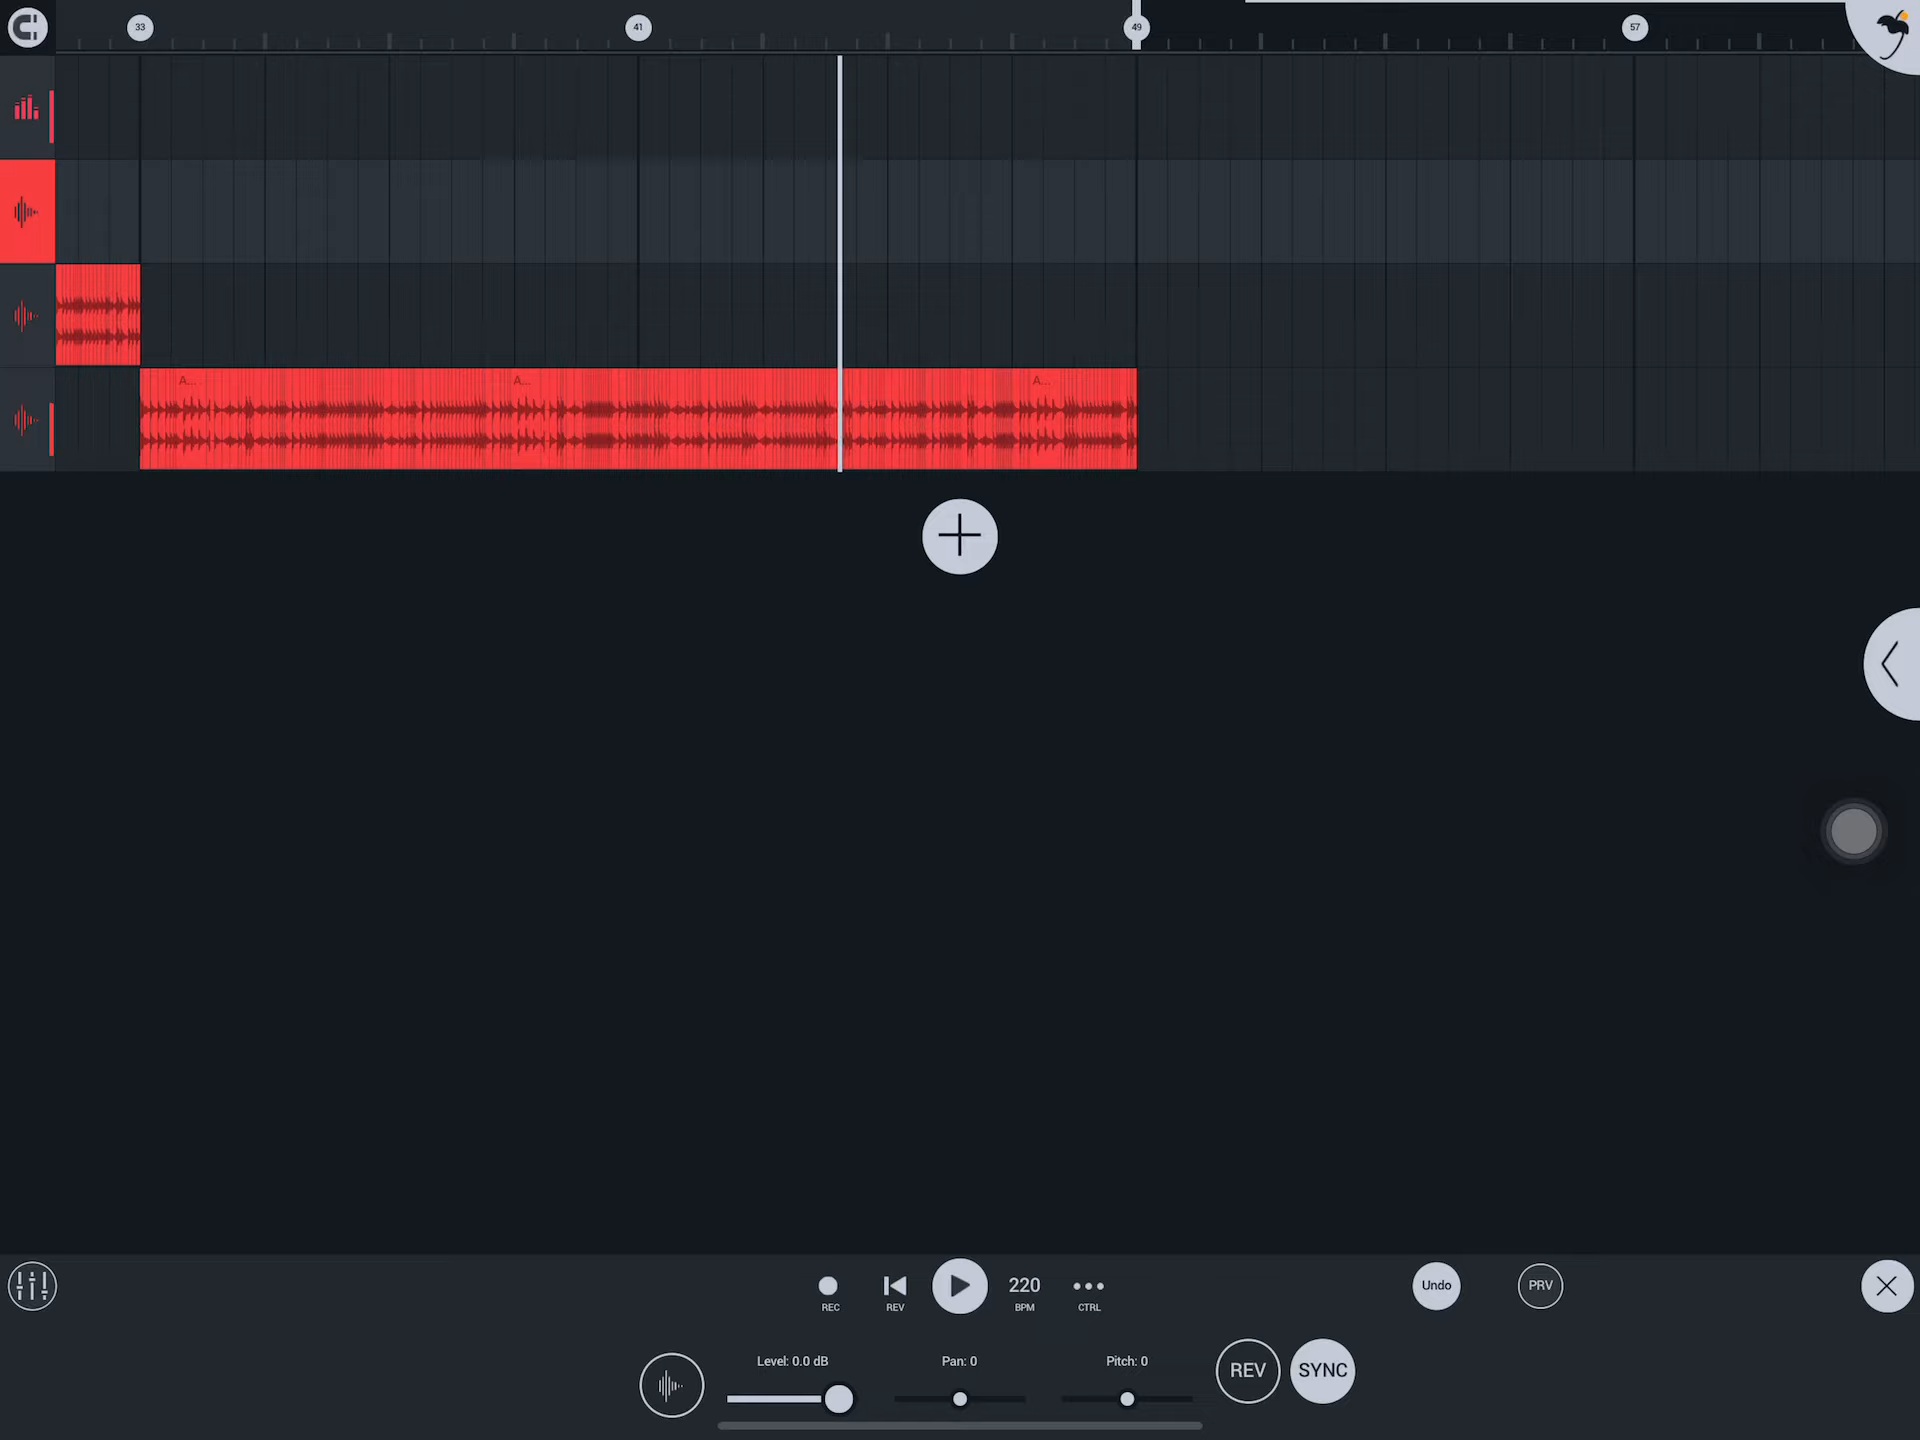 33 41 49 57
A... A... A...
220 Undo PRV
REC REV BPM CTRL
Level: 0.0 dB Pan: 0 Pitch: 0
REV SYNC